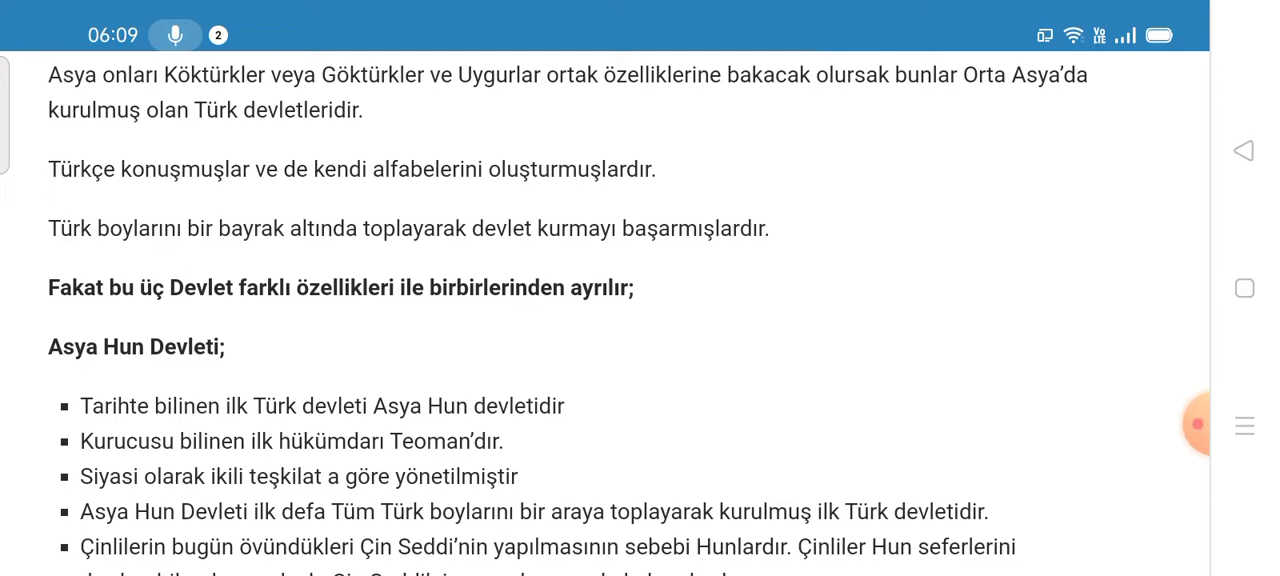 06:09
2
VO
LTE
Asya onları Köktürkler veya Göktürkler ve Uygurlar ortak özelliklerine bakacak olursak bunlar Orta Asya’da
kurulmuş olan Türk devletleridir.
Türkçe konuşmuşlar ve de kendi alfabelerini oluşturmuşlardır.
Türk boylarını bir bayrak altında toplayarak devlet kurmayı başarmışlardır.
Fakat bu üç Devlet farklı özellikleri ile birbirlerinden ayrılır;
Asya Hun Devleti;
Tarihte bilinen ilk Türk devleti Asya Hun devletidir
Kurucusu bilinen ilk hükümdarı Teoman’dır.
Siyasi olarak ikili teşkilat a göre yönetilmiştir
Asya Hun Devleti ilk defa Tüm Türk boylarını bir araya toplayarak kurulmuş ilk Türk devletidir.
Çinlilerin bugün övündükleri Çin Seddi’nin yapılmasının sebebi Hunlardır. Çinliler Hun seferlerini